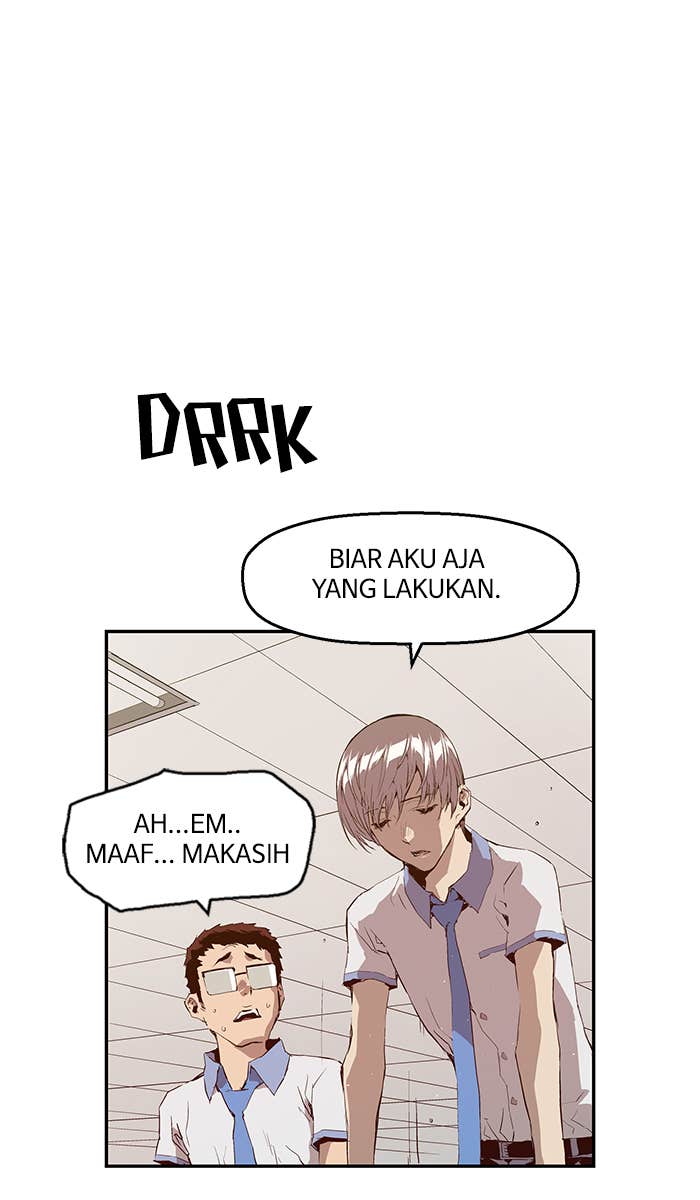 DRRK
BIAR AKU AJA
YANG LAKUKAN.
AH...EM..
MAAF... MAKASIH